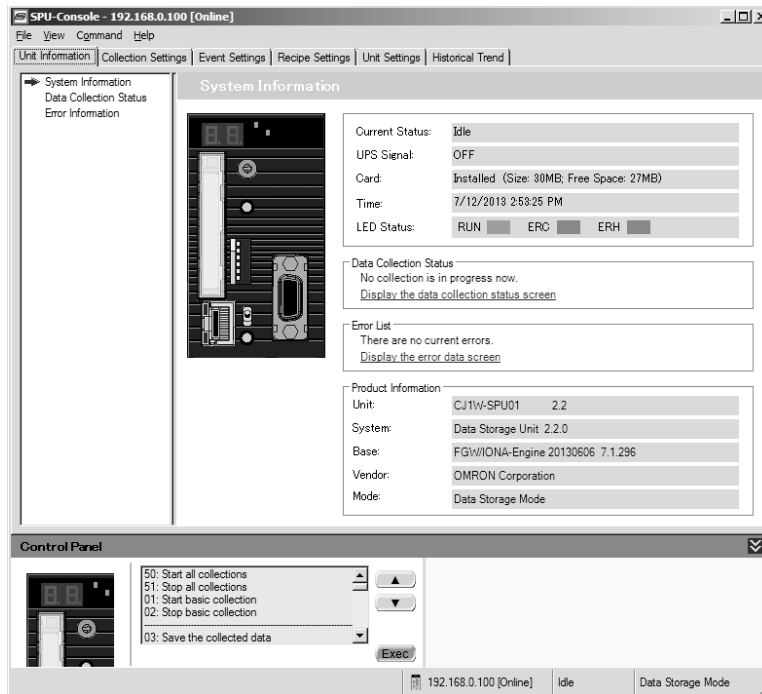 SPU-Console - 192.168.0.100 [Online]
File View Command Help
Unit Information Collection Settings Event Settings Recipe Settings Unit Settings Historical Trend
System Information
Data Collection Status
Error Information
System Information
Current Status: Idle
UPS Signal: OFF
Card: Installed (Size: 30MB; Free Space: 27MB)
Time: 7/12/2013 2:53:25 PM
LED Status: RUN ERC ERH
Data Collection Status
No collection is in progress now.
Display the data collection status screen
Error List
There are no current errors.
Display the error data screen
Product Information
Unit: CJ1W-SPU01 2.2
System: Data Storage Unit 2.2.0
Base: FGW/IONA-Engine 20130606 7.1.296
Vendor: OMRON Corporation
Mode: Data Storage Mode
Control Panel
50: Start all collections
51: Stop all collections
01: Start basic collection
02: Stop basic collection
03: Save the collected data
Exec
192.168.0.100 [Online] Idle Data Storage Mode